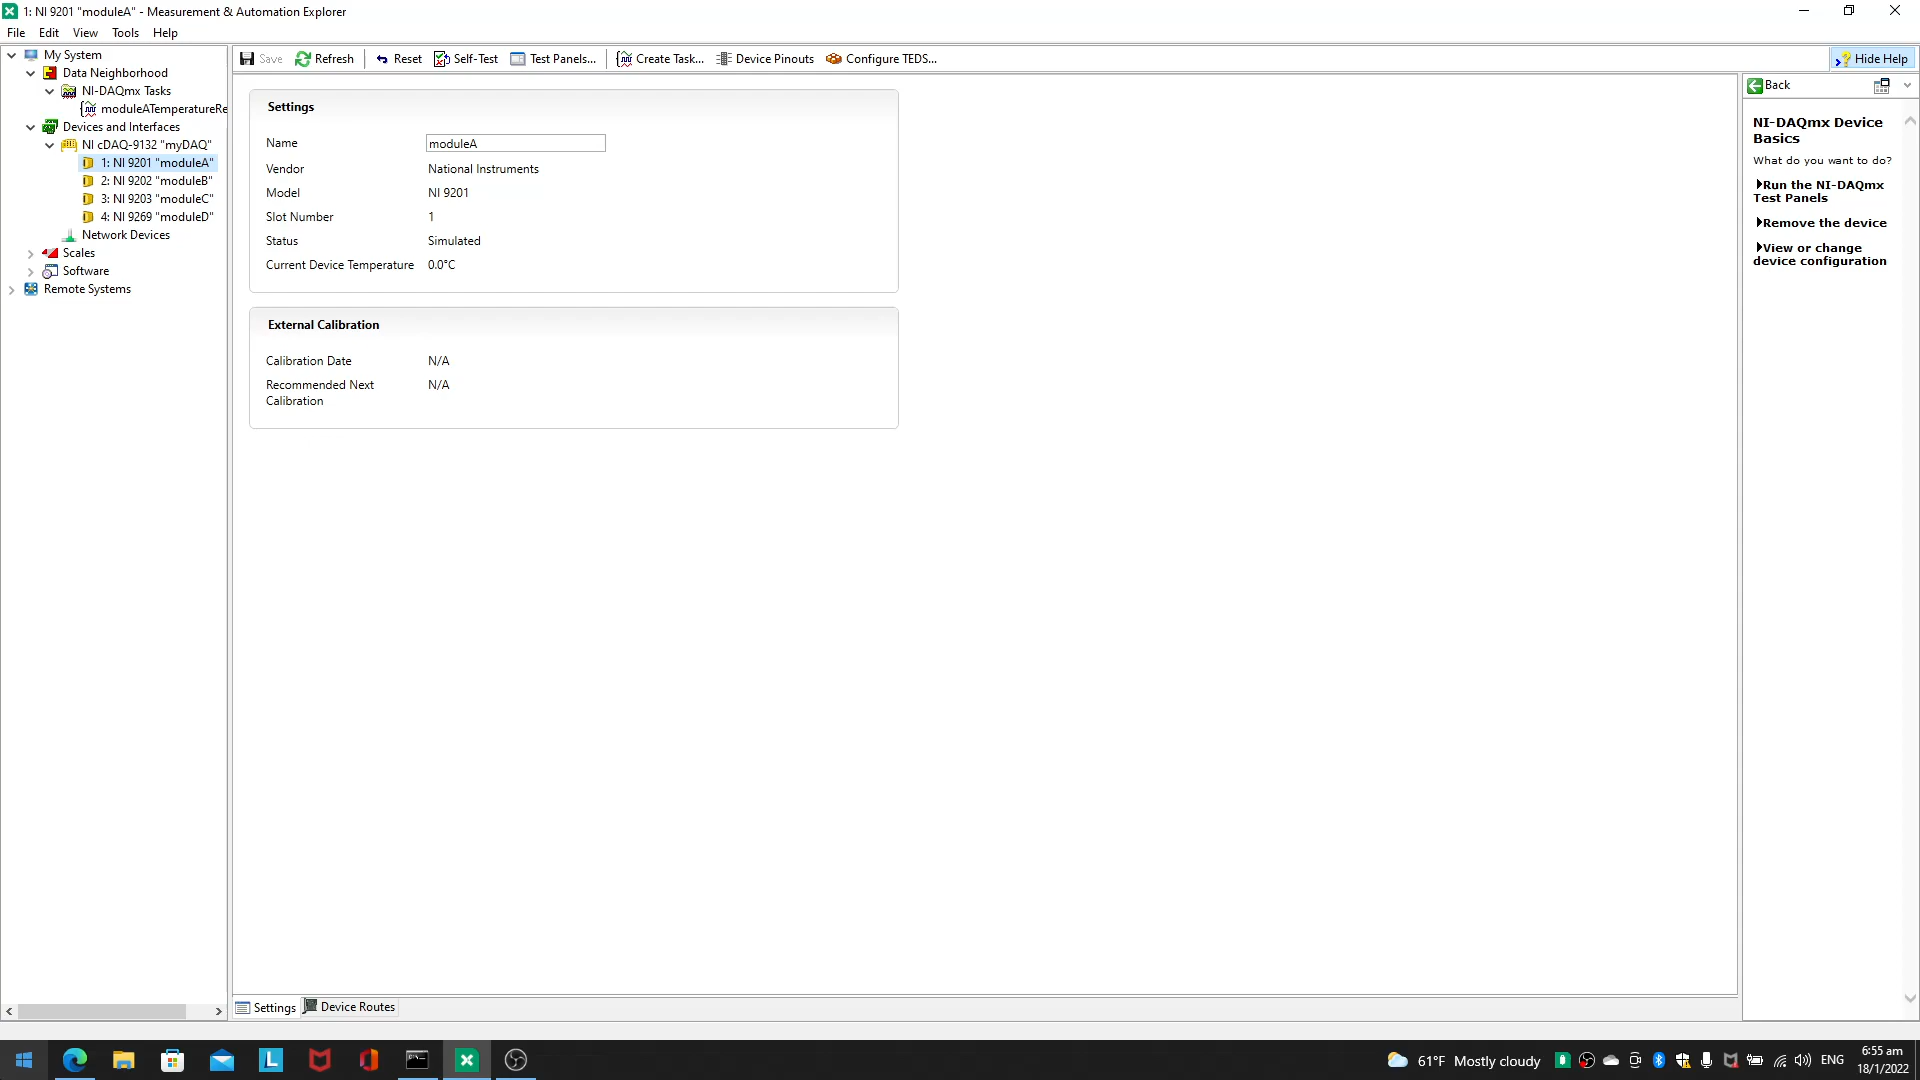 1: NI 9201 "moduleA" - Measurement & Automation Explorer
File Edit View Tools Help
My System
Data Neighborhood
NI-DAQmx Tasks
moduleATemperatureRe
Devices and Interfaces
NI cDAQ-9132 "myDAQ"
1: NI 9201 "moduleA"
2: NI 9202 "moduleB"
3: NI 9203 "moduleC"
4: NI 9269 "moduleD"
Network Devices
Scales
Software
Remote Systems
Save Refresh Reset Self-Test Test Panels... Create Task... Device Pinouts Configure TEDS... Hide Help
Settings
Name moduleA
Vendor National Instruments
Model NI 9201
Slot Number 1
Status Simulated
Current Device Temperature 0.0°C
External Calibration
Calibration Date N/A
Recommended Next N/A
Calibration
Settings Device Routes
Back
NI-DAQmx Device
Basics
What do you want to do?
Run the NI-DAQmx
Test Panels
Remove the device
View or change
device configuration
61°F Mostly cloudy ENG 6:55 am
18/1/2022